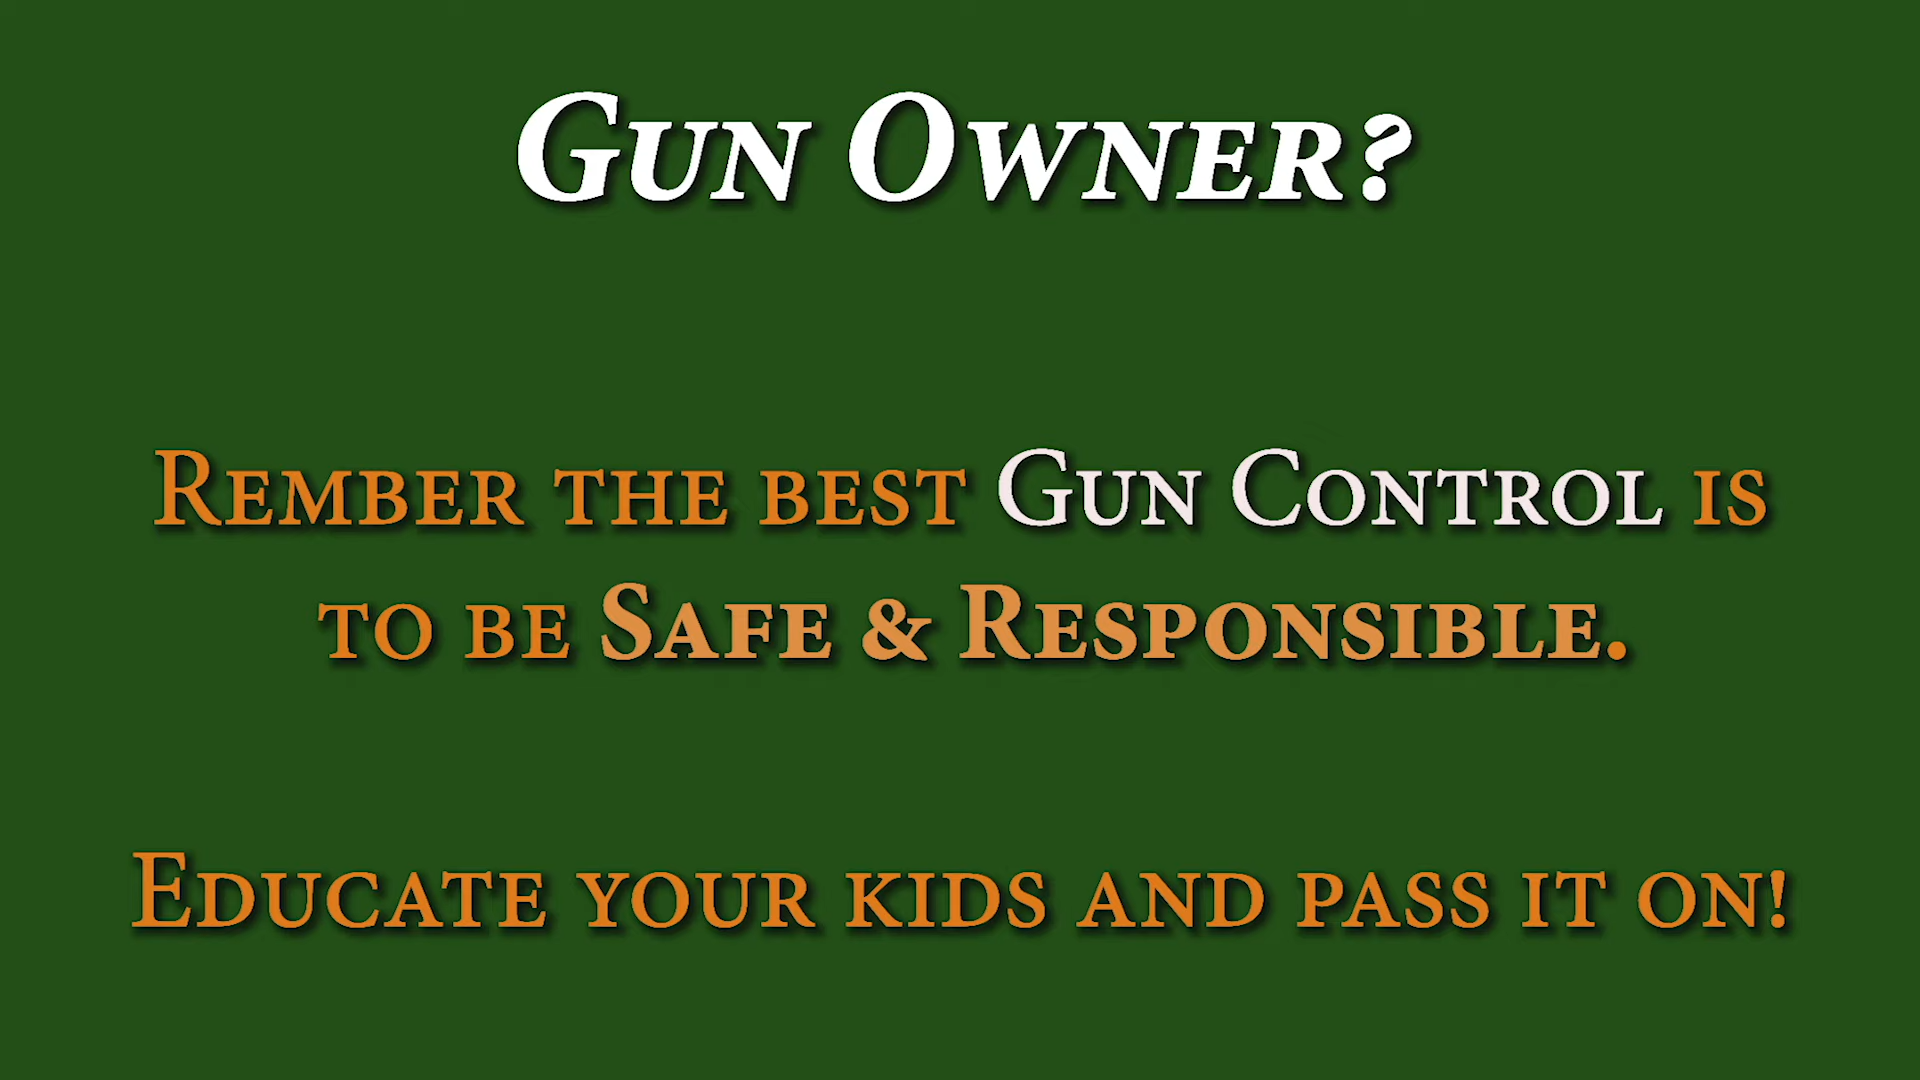 Gun Owner?
Rember the best Gun Control is
to be Safe & Responsible.
Educate your kids and pass it on!